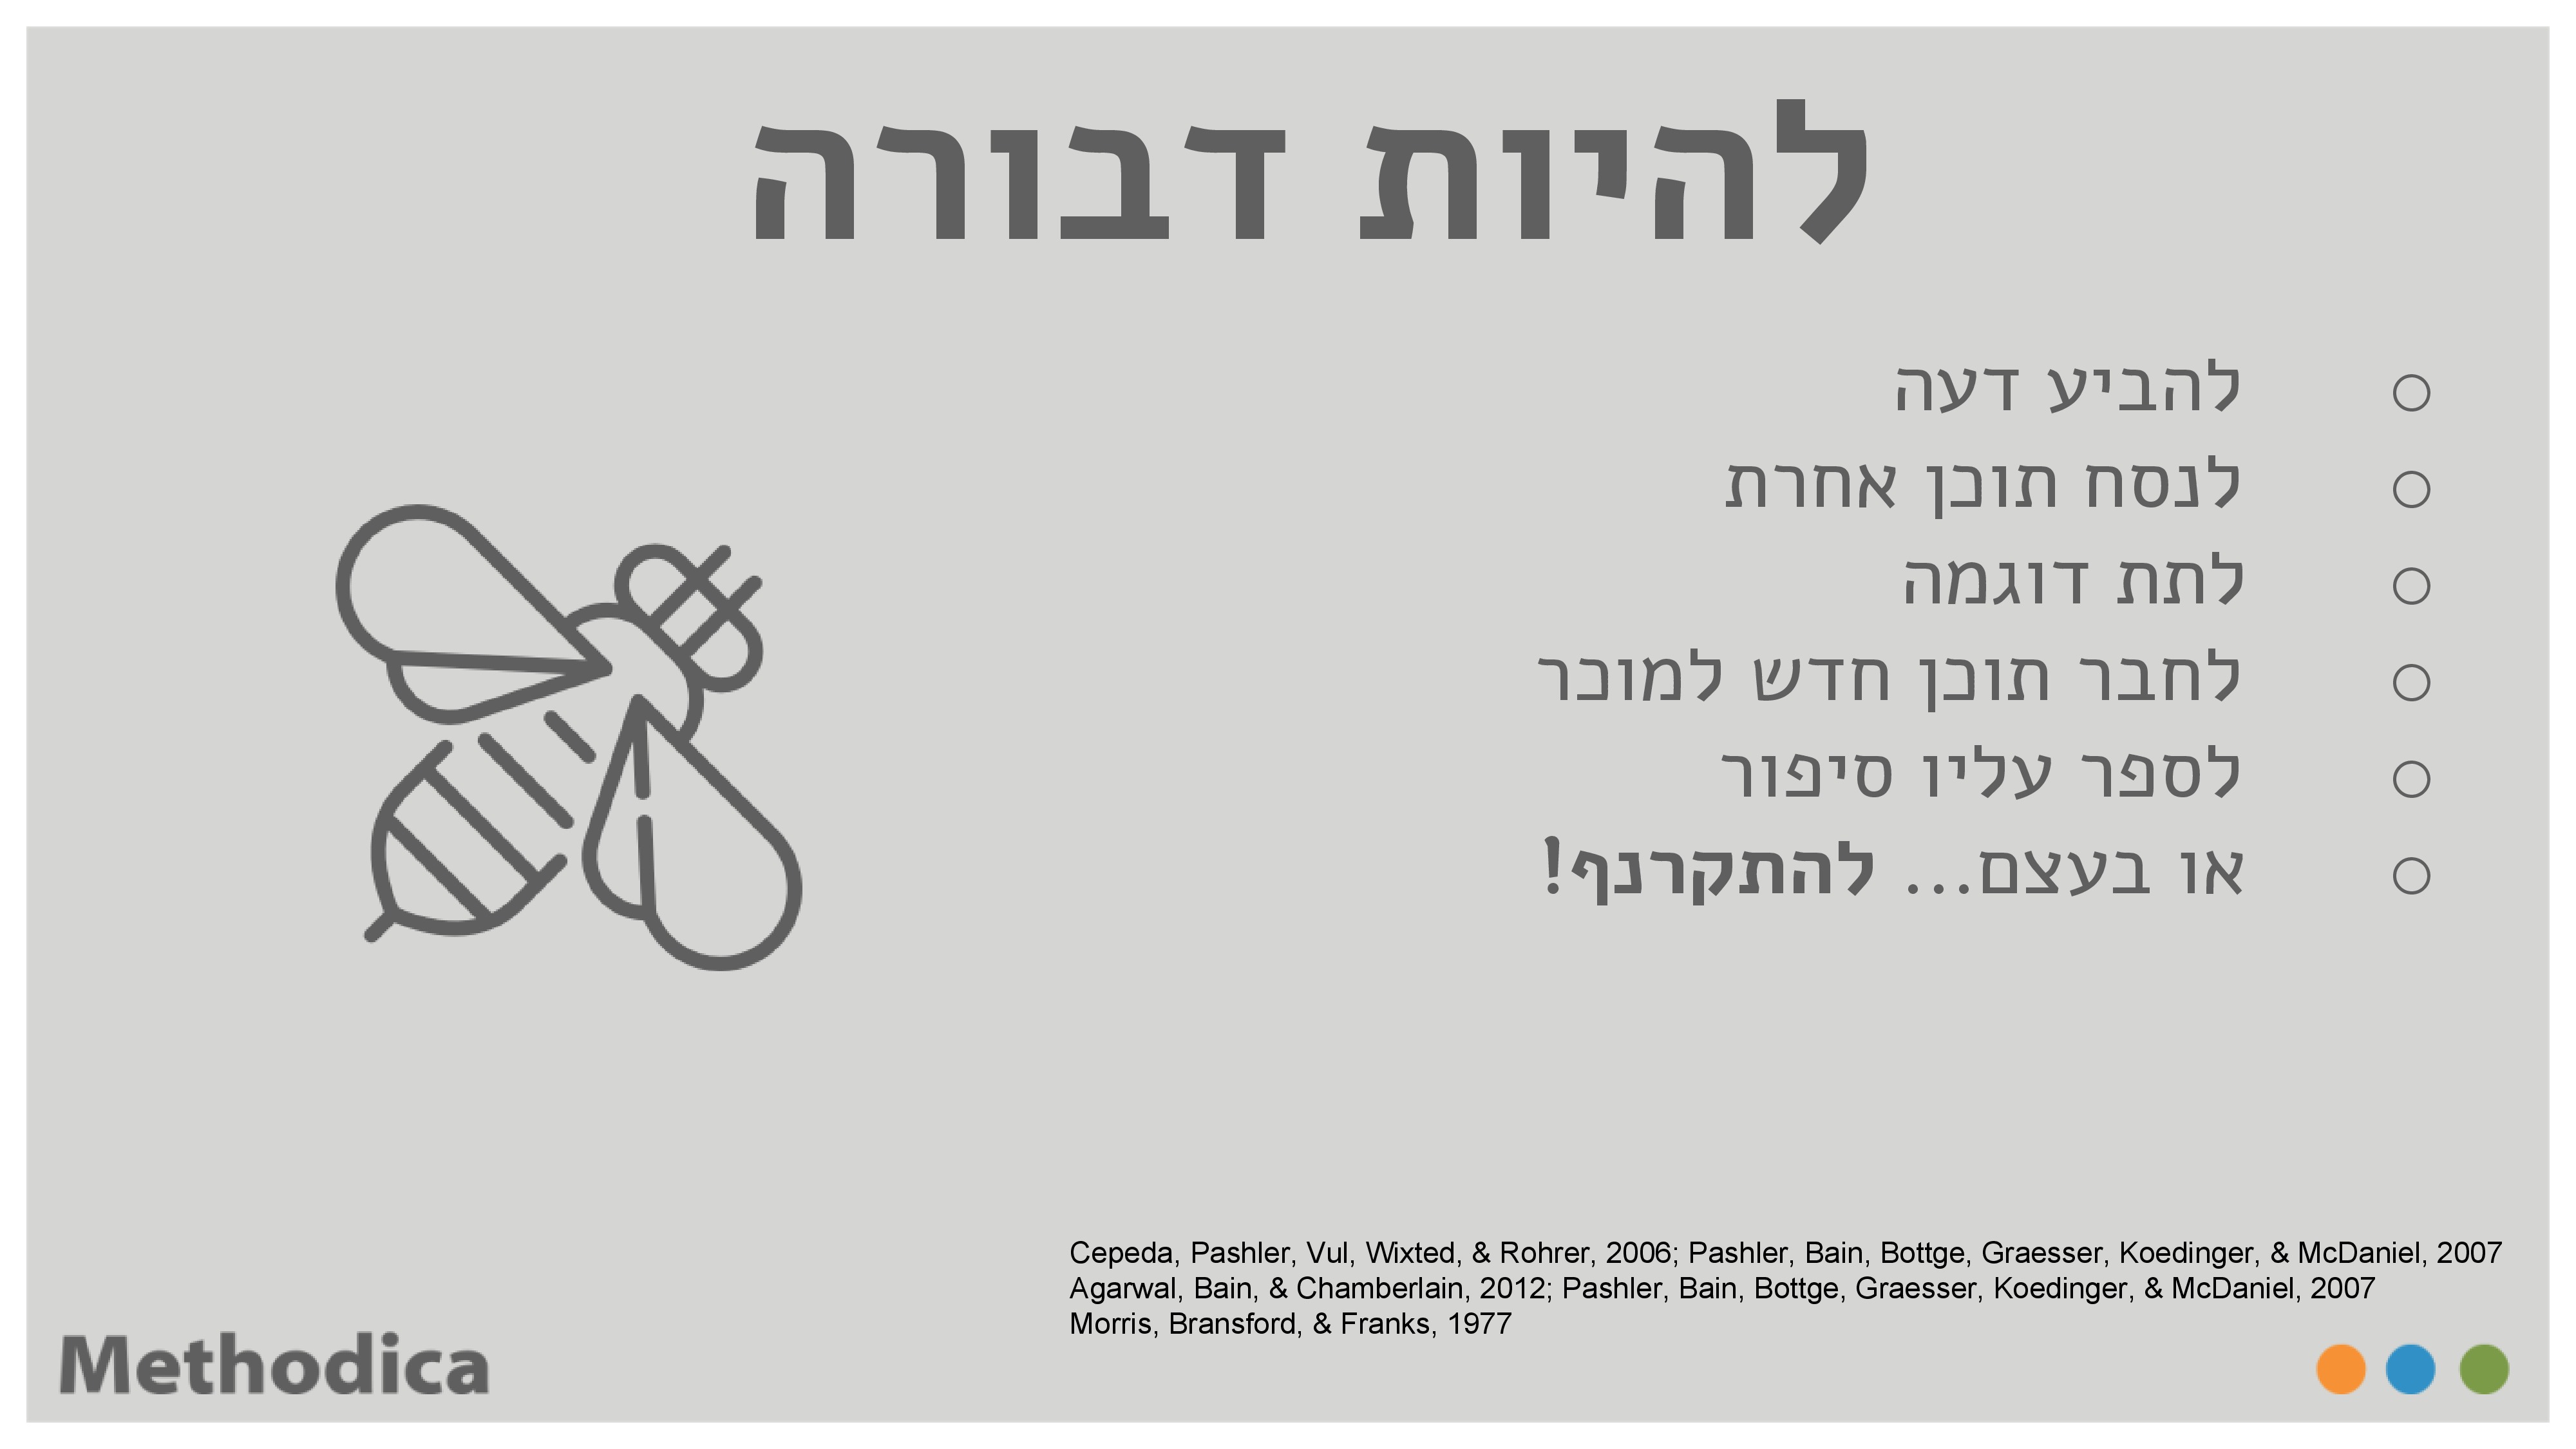 להיות דבורה
להביע דעה
לנסח תוכן אחרת
לתת דוגמה
לחבר תוכן חדש למוכר
לספר עליו סיפור
או בעצם... להתקרנף!
Cepeda, Pashler, Vul, Wixted, & Rohrer, 2006; Pashler, Bain, Bottge, Graesser, Koedinger, & McDaniel, 2007
Agarwal, Bain, & Chamberlain, 2012; Pashler, Bain, Bottge, Graesser, Koedinger, & McDaniel, 2007
Morris, Bransford, & Franks, 1977
Methodica